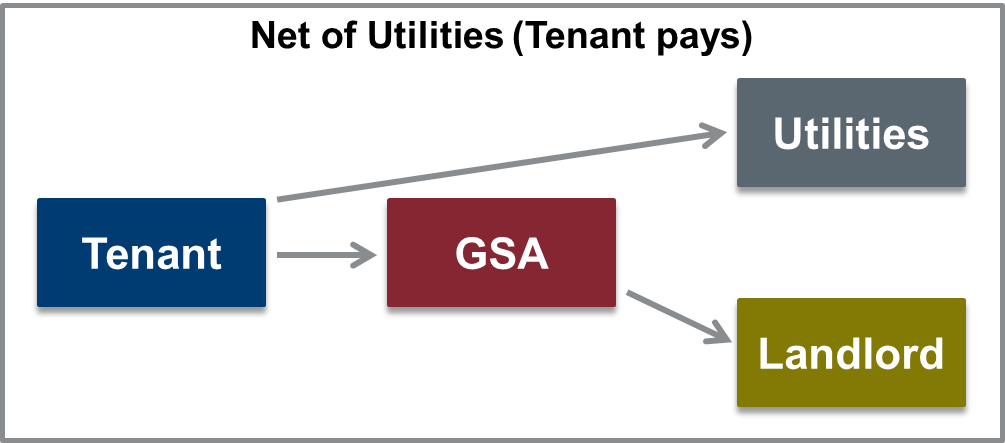 Net of Utilities (Tenant pays)
Utilities
Tenant
GSA
Landlord